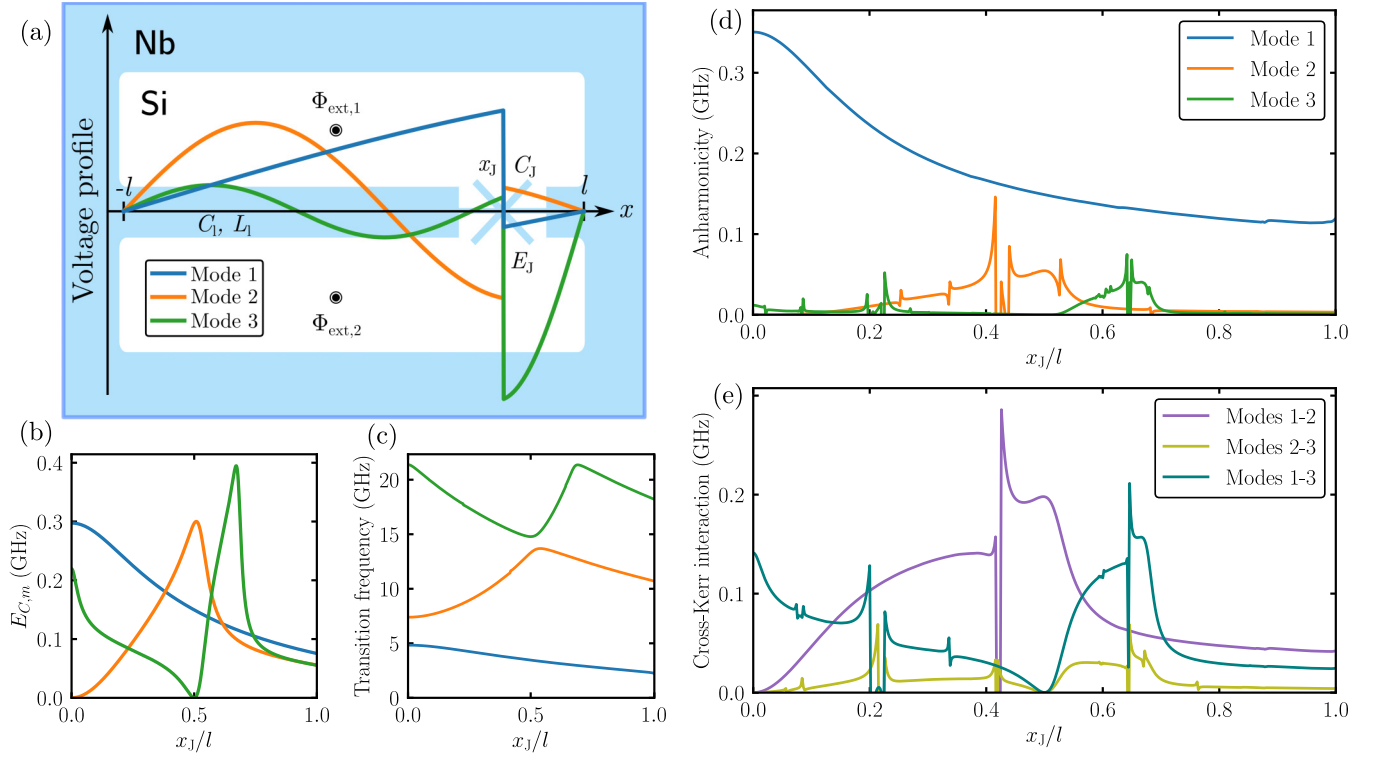 (a)
Nb
Si
Voltage profile
Φext,1
-l
xJ
CJ
l
x
Cl, Ll
EJ
Mode 1
Mode 2
Mode 3
Φext,2
(b)
EC,m (GHz)
0.4
0.3
0.2
0.1
0.0
0.0 0.5 1.0
xJ/l
(c)
Transition frequency (GHz)
20
15
10
5
0
0.0 0.5 1.0
xJ/l
(d)
Anharmonicity (GHz)
0.3
0.2
0.1
0.0
Mode 1
Mode 2
Mode 3
0.0 0.2 0.4 0.6 0.8 1.0
xJ/l
(e)
Cross-Kerr interaction (GHz)
0.2
0.1
0.0
Modes 1-2
Modes 2-3
Modes 1-3
0.0 0.2 0.4 0.6 0.8 1.0
xJ/l